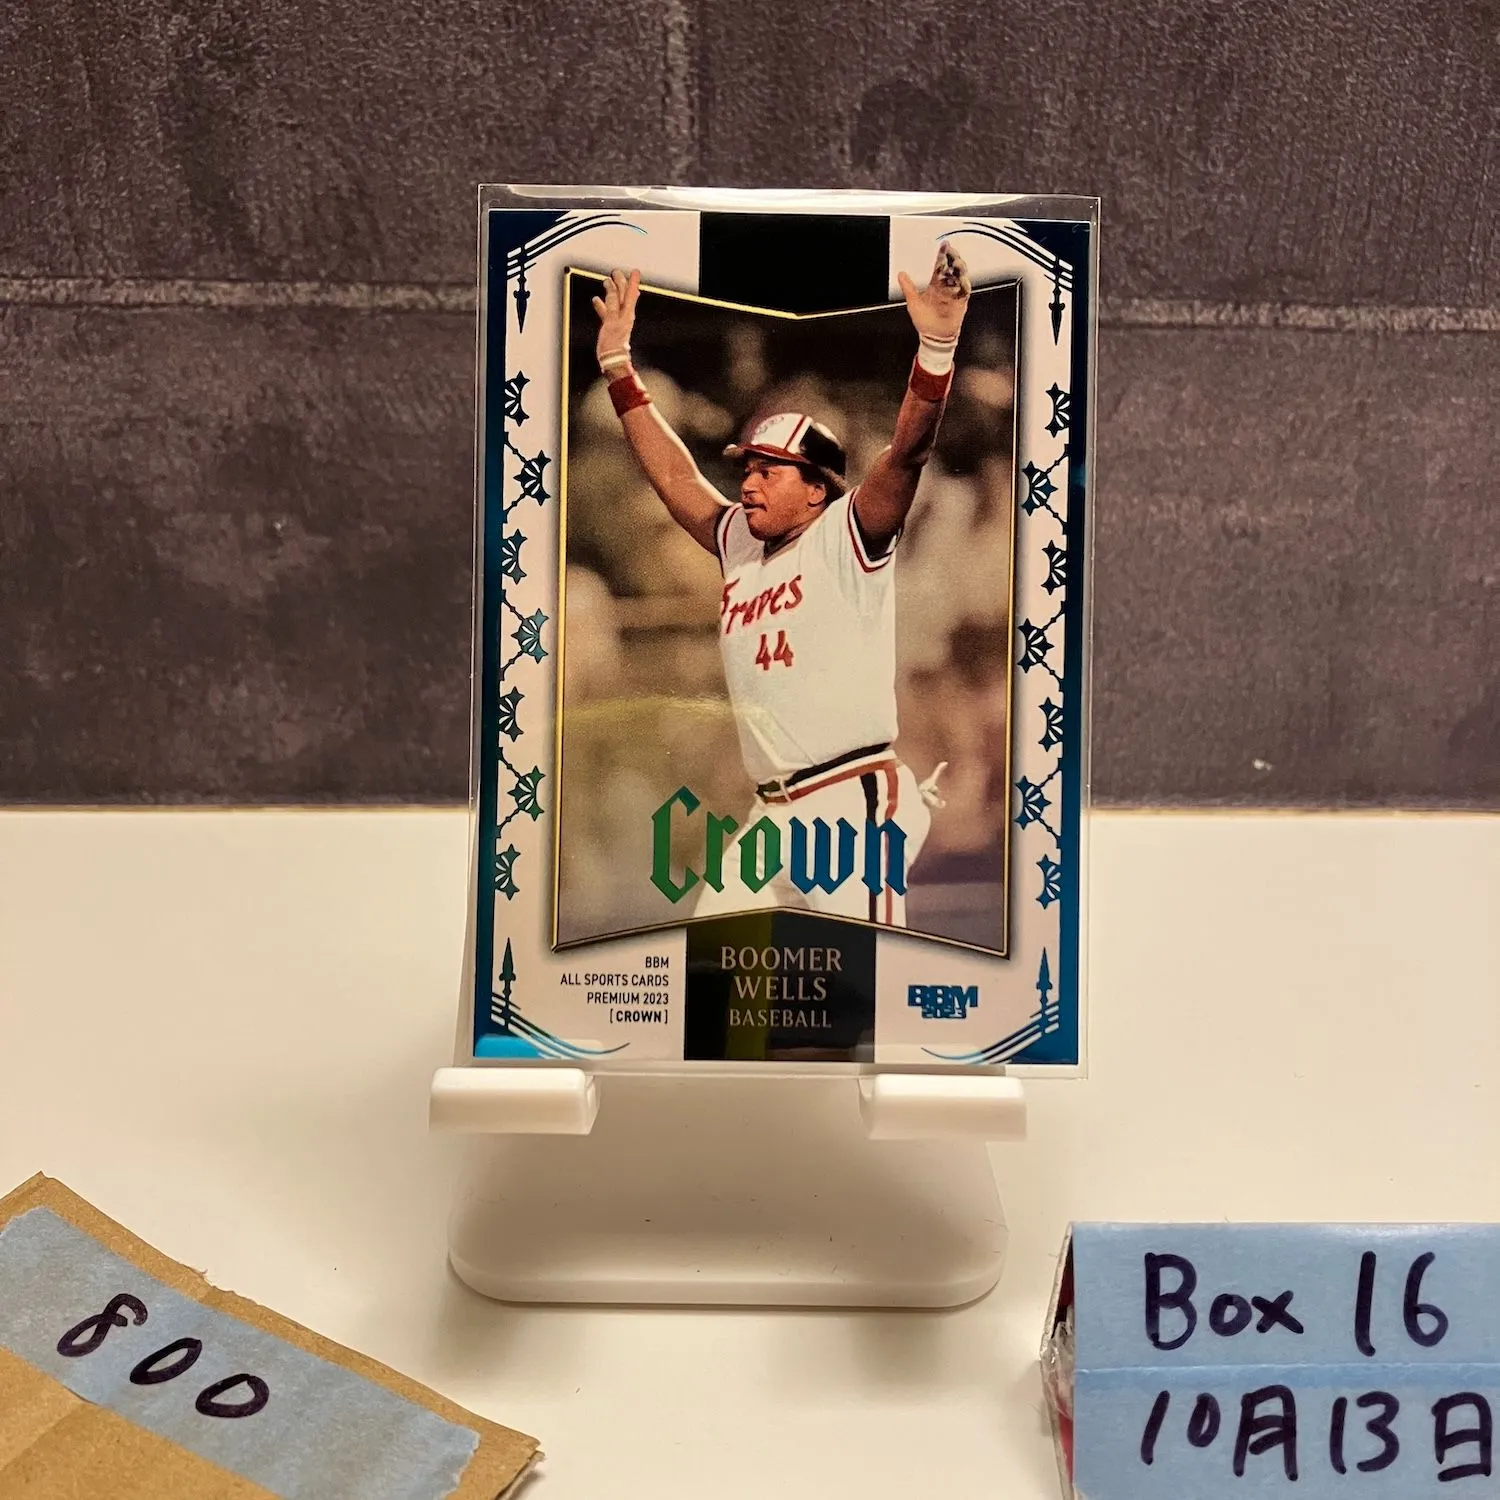 Braves
44
Crown
BBM
ALL SPORTS CARDS
PREMIUM 2023
[CROWN]
BOOMER
WELLS
BASEBALL
BBM
2023
800
Box 16
10月13日